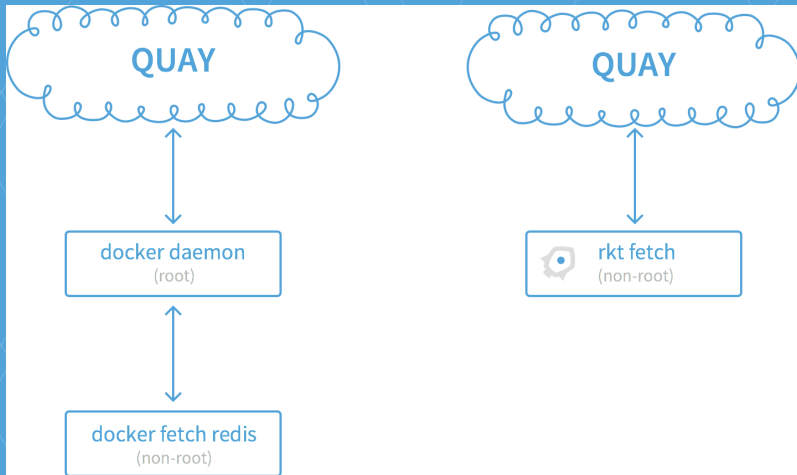 QUAY
docker daemon
(root)
docker fetch redis
(non-root)
QUAY
rkt fetch
(non-root)